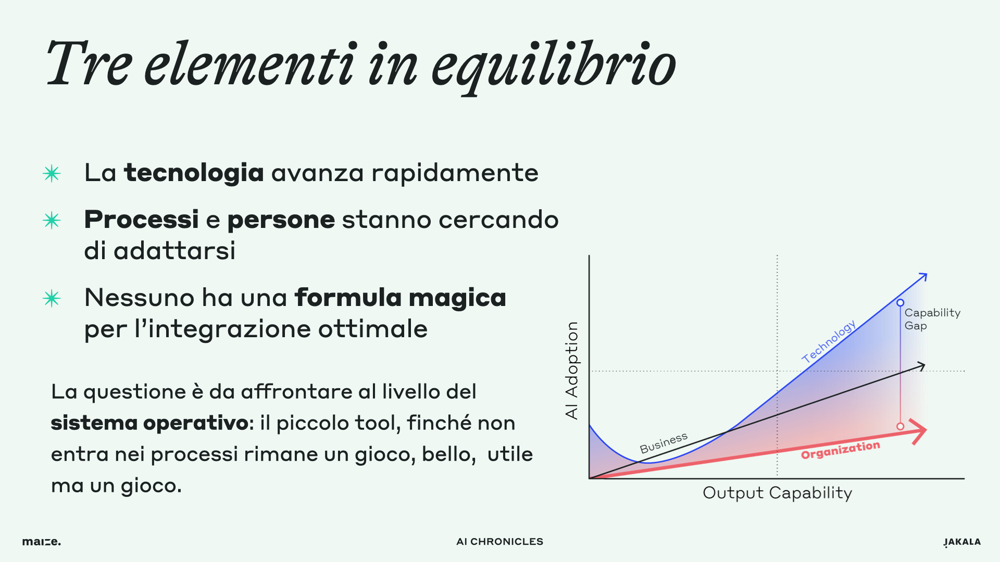 Tre elementi in equilibrio
La tecnologia avanza rapidamente
Processi e persone stanno cercando
di adattarsi
Nessuno ha una formula magica
per l’integrazione ottimale
La questione è da affrontare al livello del
sistema operativo: il piccolo tool, finché non
entra nei processi rimane un gioco, bello,  utile
ma un gioco.
AI Adoption
Technology
Capability
Gap
Business
Organization
Output Capability
maize.
AI CHRONICLES
JAKALA